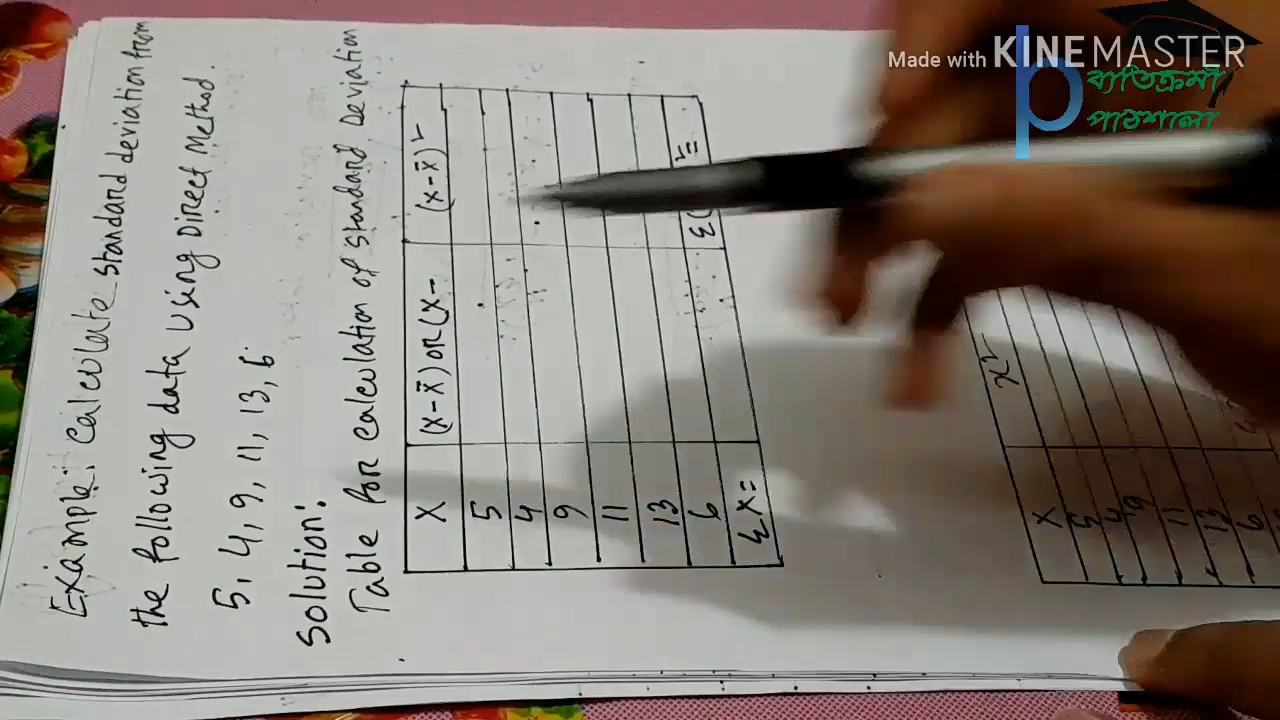 Example: Calculate standard deviation from
the following data using Direct Method.
5, 4, 9, 11, 13, 6.
Solution:
Table for calculation of standard Deviation
X (x-x̄) or (x- (x-x̄)²
5
4
9
11
13
6
Σx=
X x²
5
4
9
11
13
6
Made with KINEMASTER
p ব্যতিক্রমী
পাঠশালা